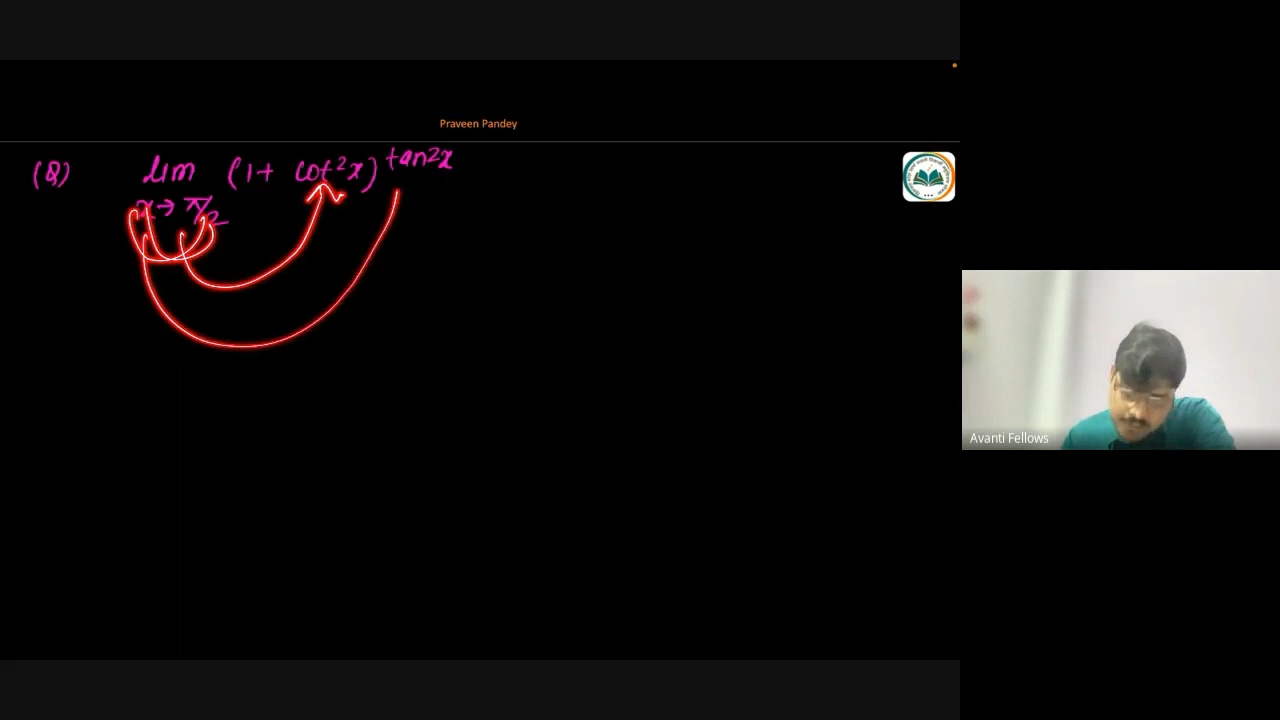 Praveen Pandey
(Q) lim (1 + cot²x)^tan2x
x → π/2
Avanti Fellows